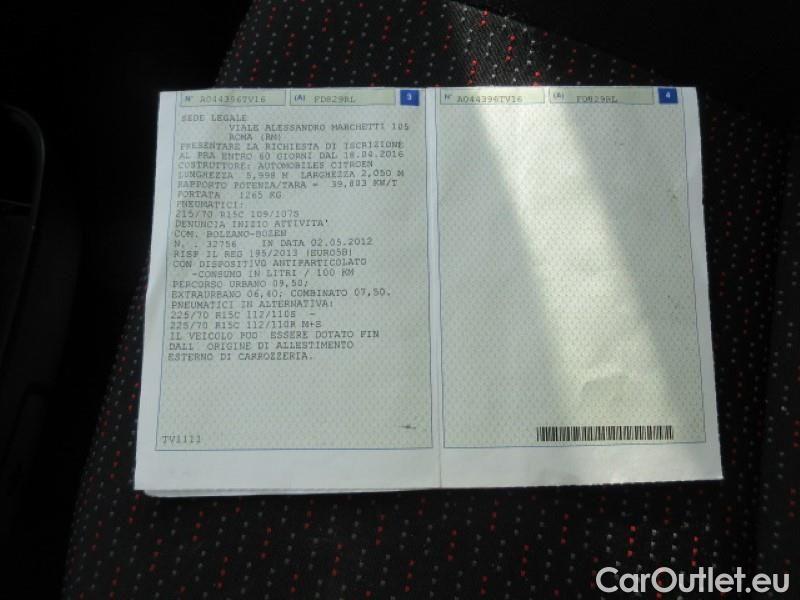 N° A044396TV16 (A) FD829RL 3
SEDE LEGALE
VIALE ALESSANDRO MARCHETTI 105
ROMA (RM)
PRESENTARE LA RICHIESTA DI ISCRIZIONE
AL PRA ENTRO 60 GIORNI DAL 18.04.2016
COSTRUTTORE: AUTOMOBILES CITROEN
LUNGHEZZA 5,998 M LARGHEZZA 2,050 M
RAPPORTO POTENZA/TARA = 39,803 KW/T
PORTATA 1265 KG
PNEUMATICI:
215/70 R15C 109/107S
DENUNCIA INIZIO ATTIVITA'
COM. BOLZANO-BOZEN
N. . 32756 IN DATA 02.05.2012
RISP IL REG 195/2013 (EURO5B)
CON DISPOSITIVO ANTIPARTICOLATO
-CONSUMO IN LITRI / 100 KM
PERCORSO URBANO 09,50;
EXTRAURBANO 06,40; COMBINATO 07,50.
PNEUMATICI IN ALTERNATIVA:
225/70 R15C 112/110S -
225/70 R15C 112/110R M+S
IL VEICOLO PUO' ESSERE DOTATO FIN
DALL' ORIGINE DI ALLESTIMENTO
ESTERNO DI CARROZZERIA.
TV1111
N° A044396TV16 (A) FD829RL 4
CarOutlet.eu